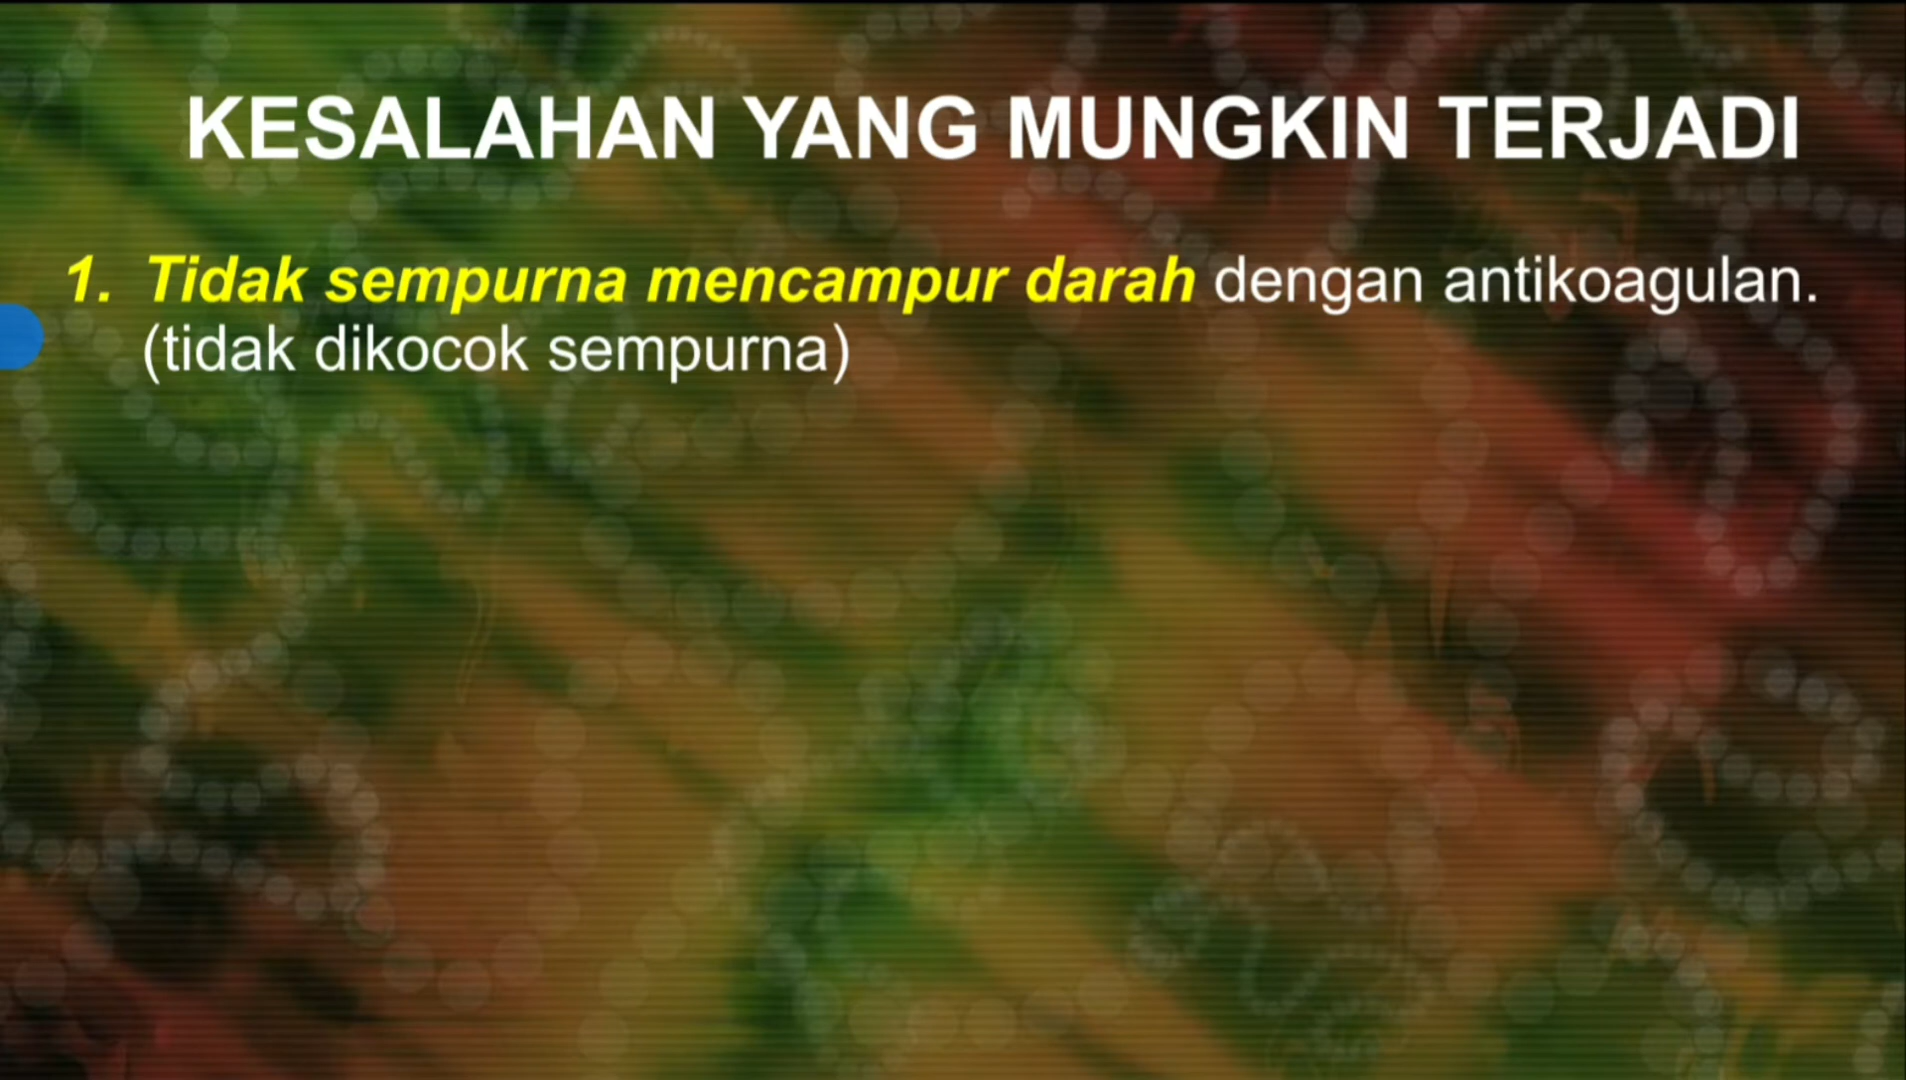 KESALAHAN YANG MUNGKIN TERJADI
1. Tidak sempurna mencampur darah dengan antikoagulan.
(tidak dikocok sempurna)